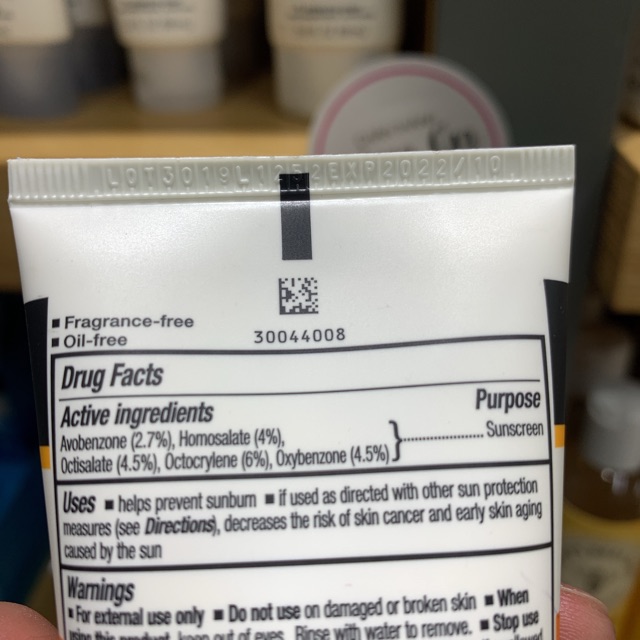 EXP2022/10
■ Fragrance-free
■ Oil-free
30044008
Drug Facts
Active ingredients Purpose
Avobenzone (2.7%), Homosalate (4%),
Octisalate (4.5%), Octocrylene (6%), Oxybenzone (4.5%) } .................... Sunscreen
Uses ■ helps prevent sunburn ■ if used as directed with other sun protection
measures (see Directions), decreases the risk of skin cancer and early skin aging
caused by the sun
Warnings
■ For external use only ■ Do not use on damaged or broken skin ■ When
using this product keep out of eyes. Rinse with water to remove. ■ Stop use